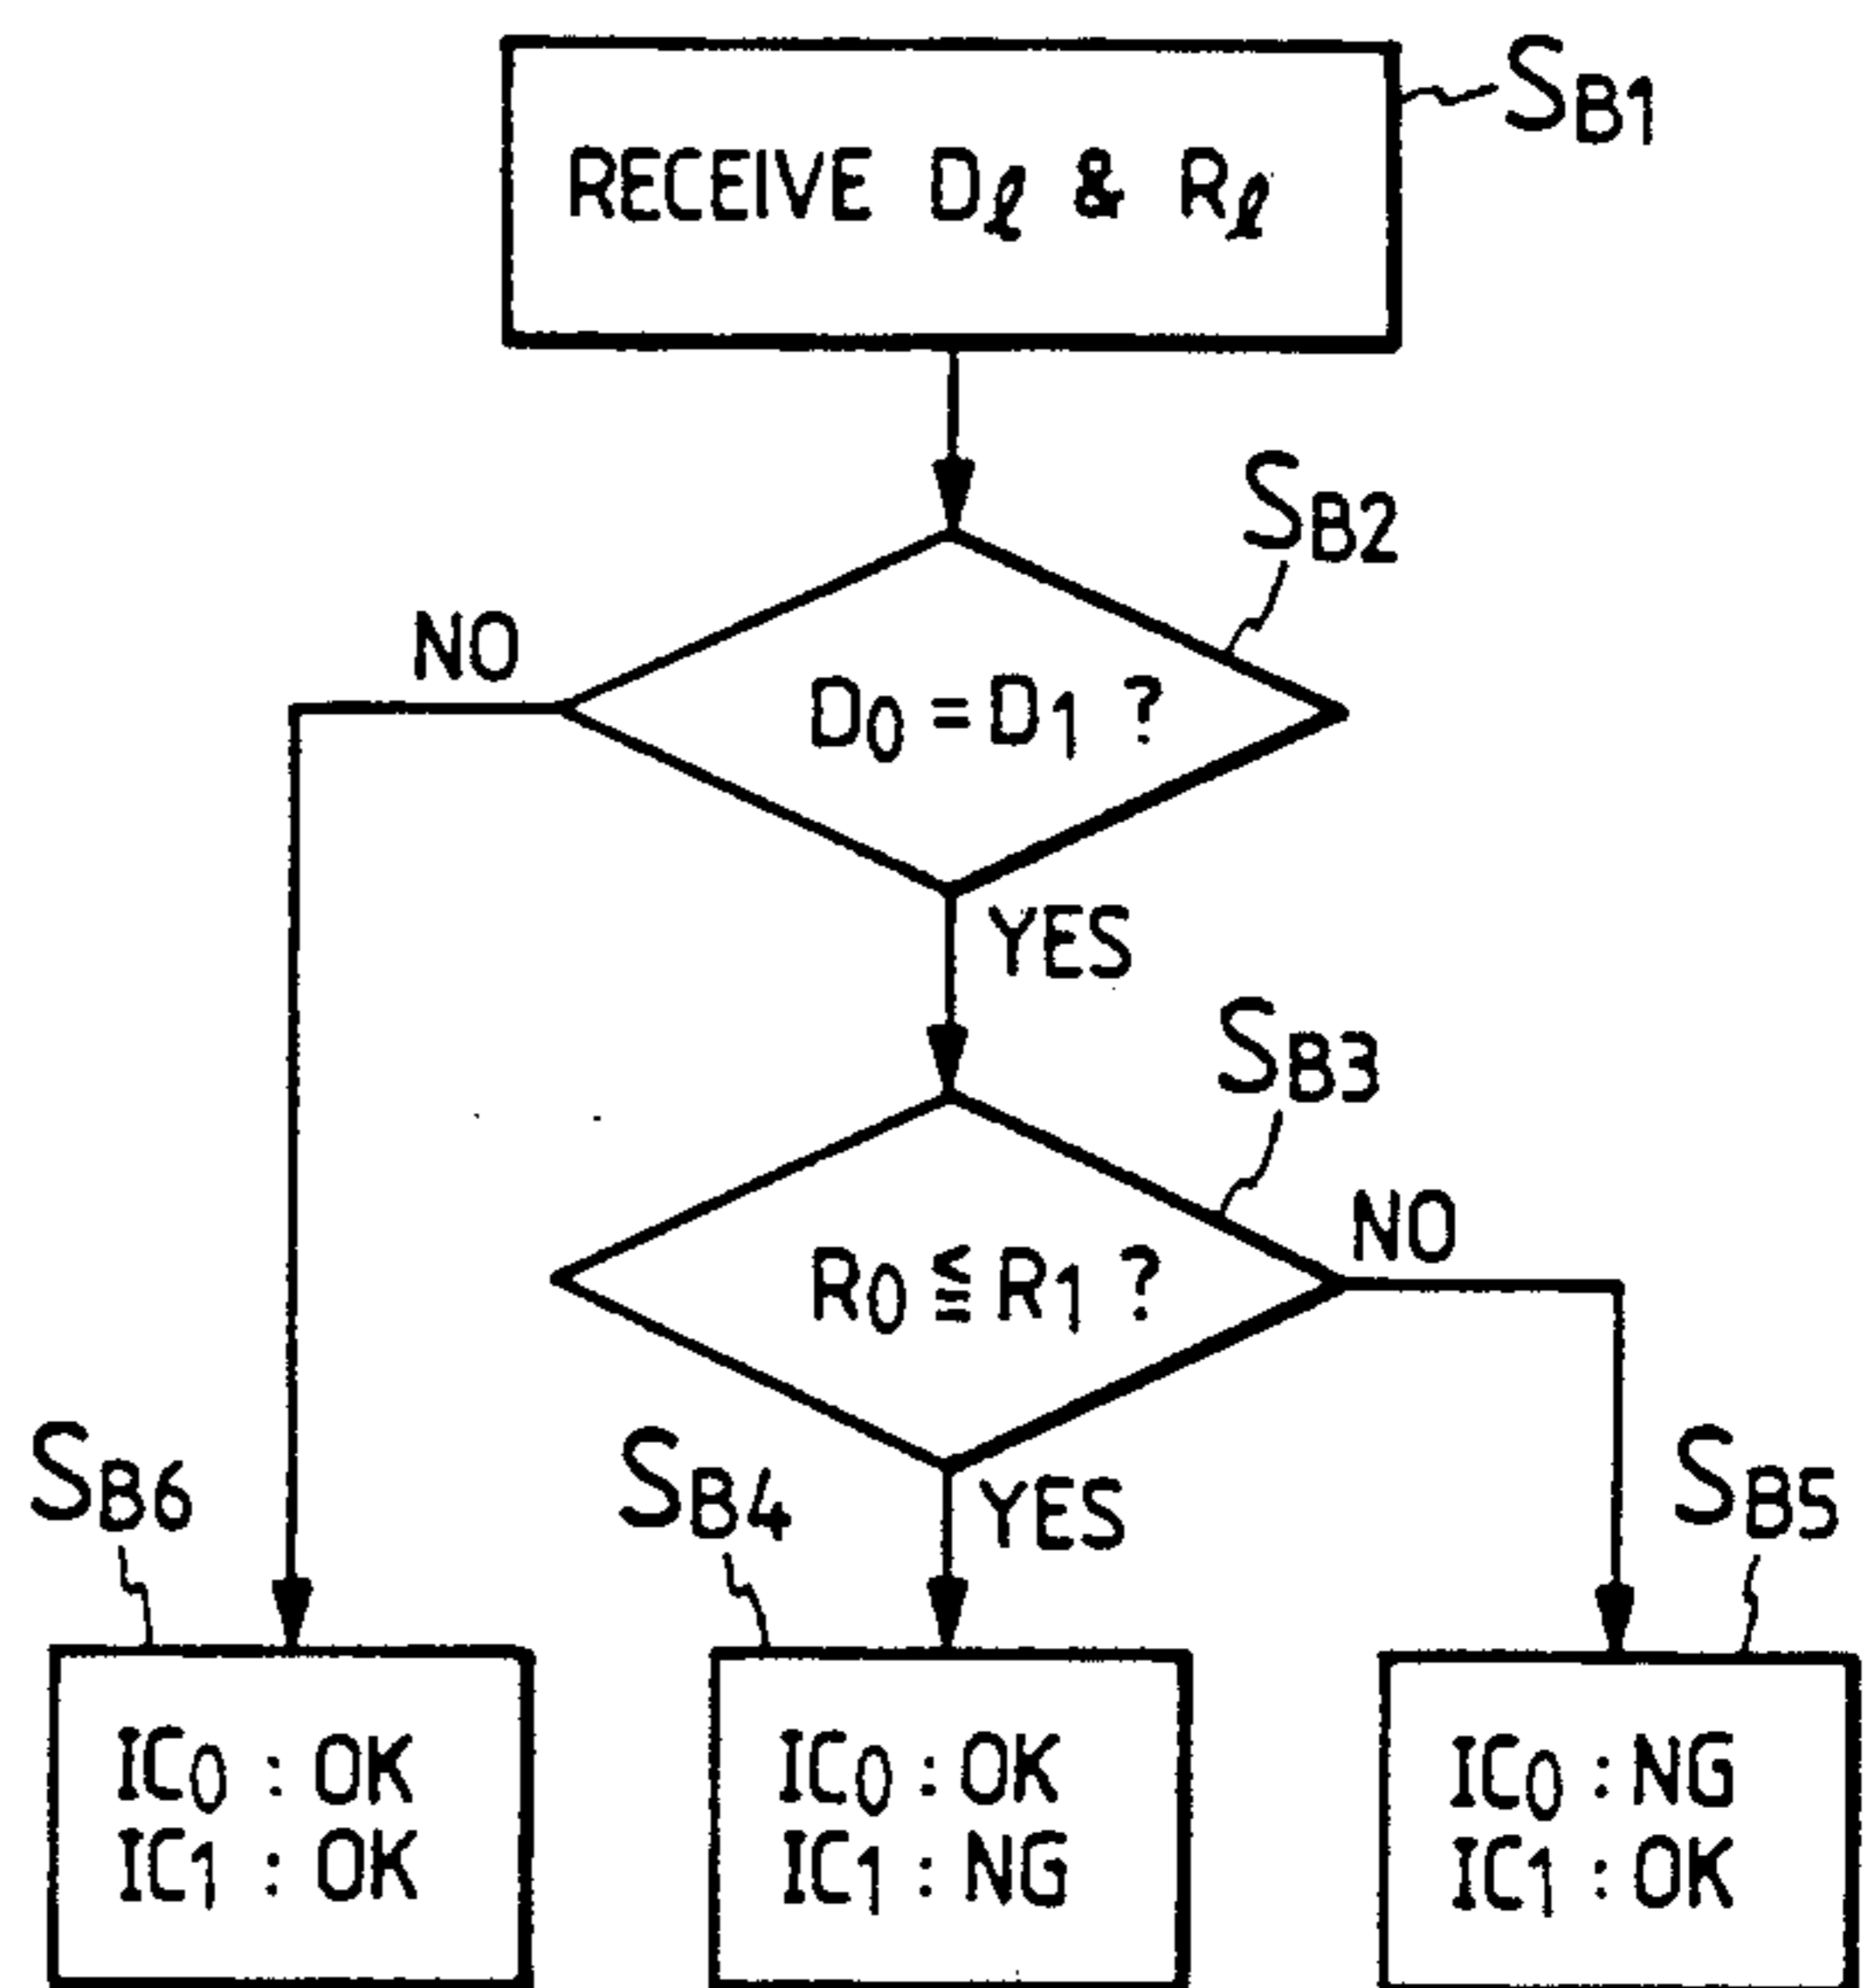 SB1
RECEIVE Dℓ & Rℓ
SB2
NO
D0 = D1 ?
YES
SB3
NO
R0 ≦ R1 ?
SB6
SB4
YES
SB5
IC0 : OK
IC1 : OK
IC0 : OK
IC1 : NG
IC0 : NG
IC1 : OK